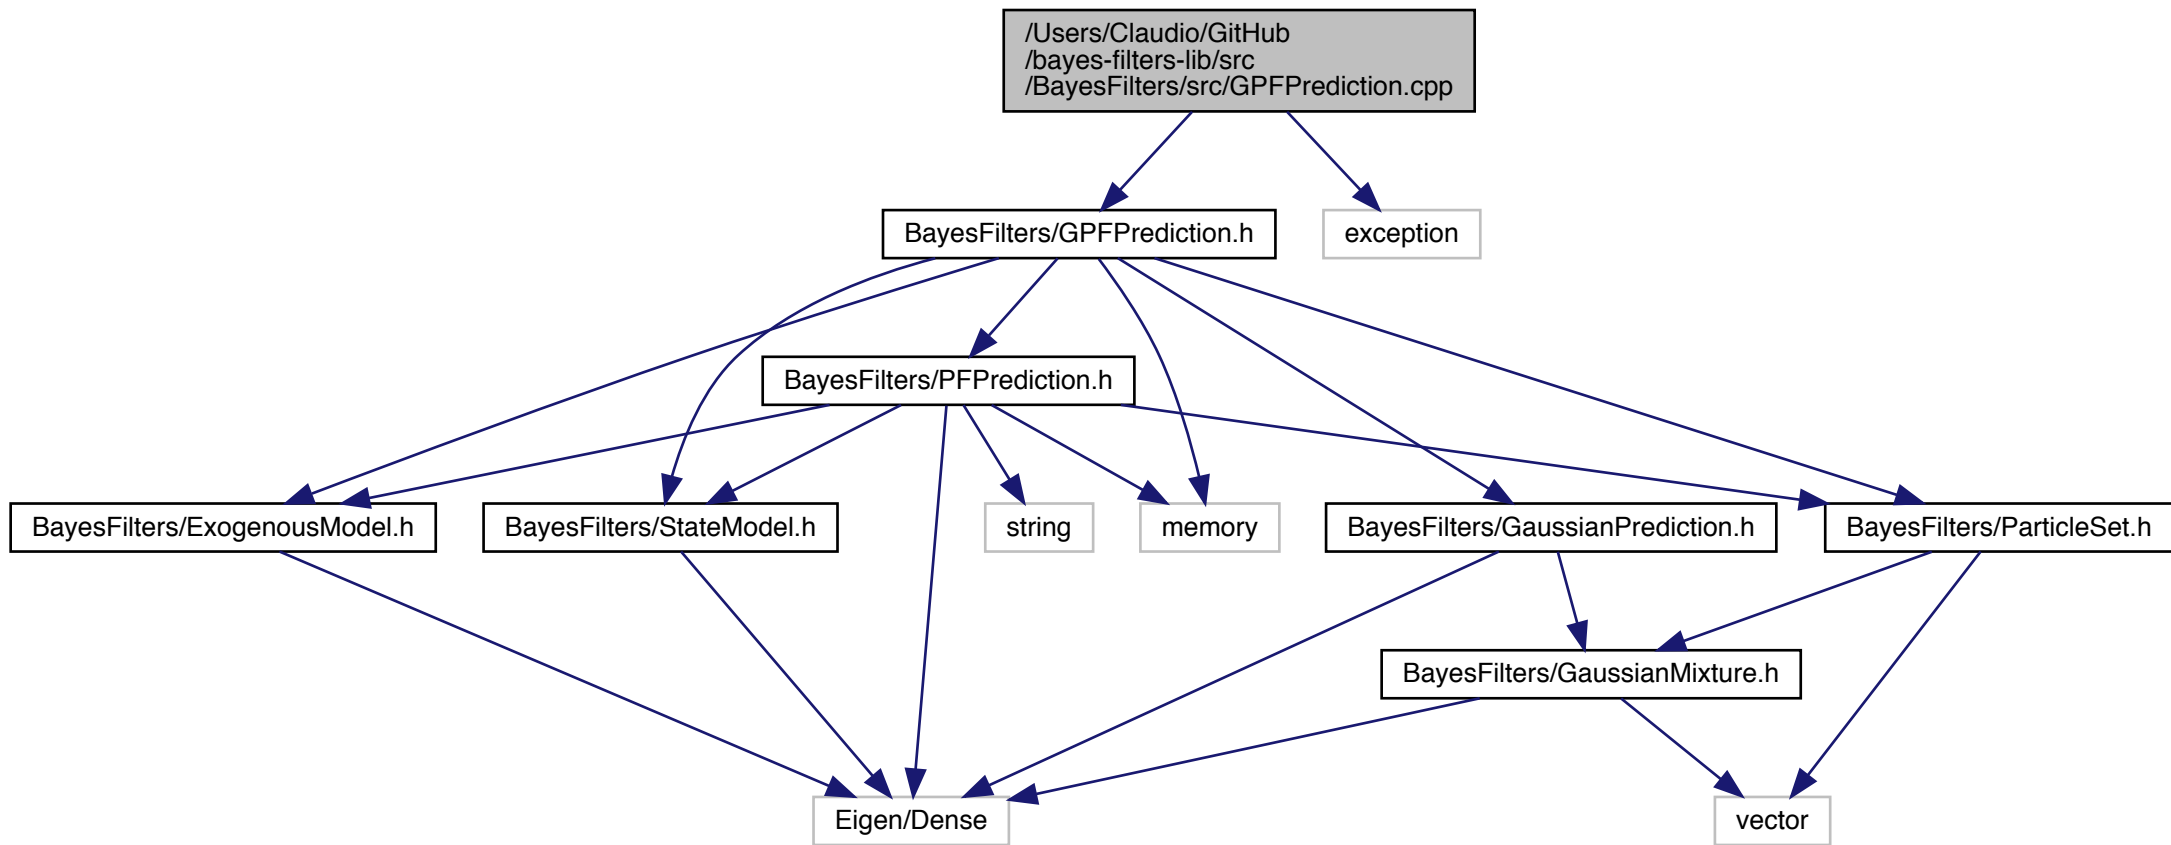 /Users/Claudio/GitHub
/bayes-filters-lib/src
/BayesFilters/src/GPFPrediction.cpp
BayesFilters/GPFPrediction.h
exception
BayesFilters/PFPrediction.h
BayesFilters/ExogenousModel.h
BayesFilters/StateModel.h
string
memory
BayesFilters/GaussianPrediction.h
BayesFilters/ParticleSet.h
BayesFilters/GaussianMixture.h
Eigen/Dense
vector